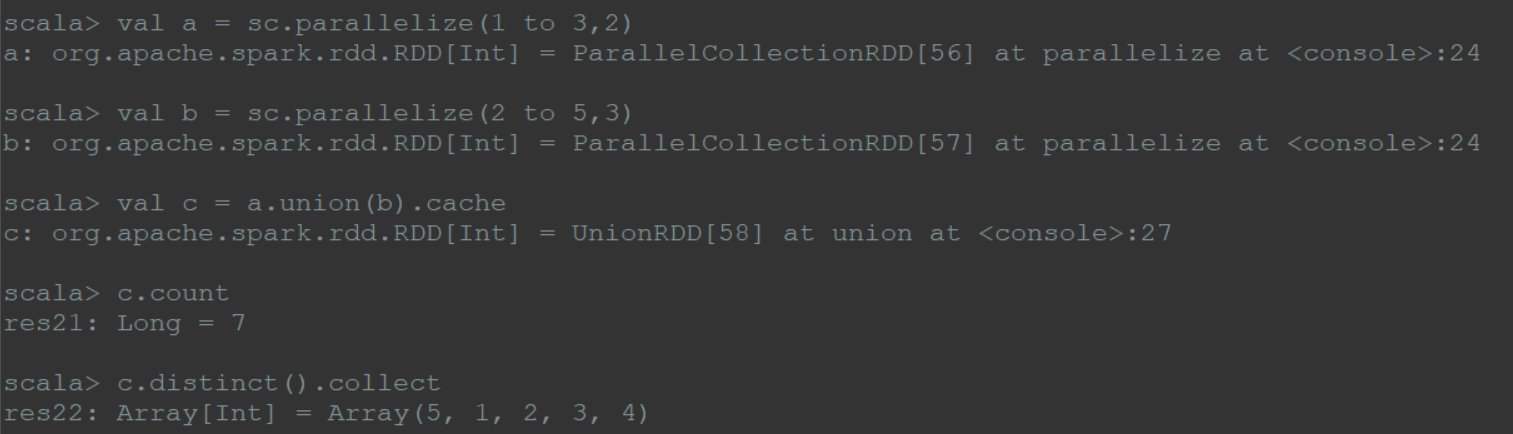 scala> val a = sc.parallelize(1 to 3,2)
a: org.apache.spark.rdd.RDD[Int] = ParallelCollectionRDD[56] at parallelize at <console>:24
scala> val b = sc.parallelize(2 to 5,3)
b: org.apache.spark.rdd.RDD[Int] = ParallelCollectionRDD[57] at parallelize at <console>:24
scala> val c = a.union(b).cache
c: org.apache.spark.rdd.RDD[Int] = UnionRDD[58] at union at <console>:27
scala> c.count
res21: Long = 7
scala> c.distinct().collect
res22: Array[Int] = Array(5, 1, 2, 3, 4)